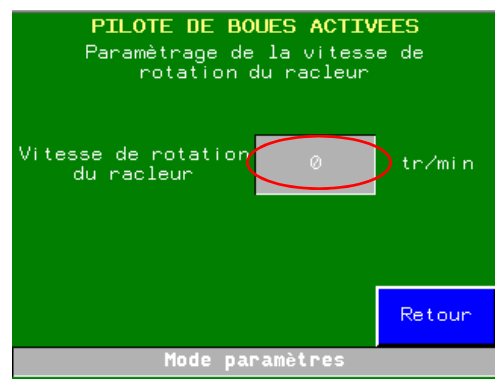 PILOTE DE BOUES ACTIVEES
Paramètrage de la vitesse de
rotation du racleur
Vitesse de rotation
du racleur
0
tr/min
Retour
Mode paramètres